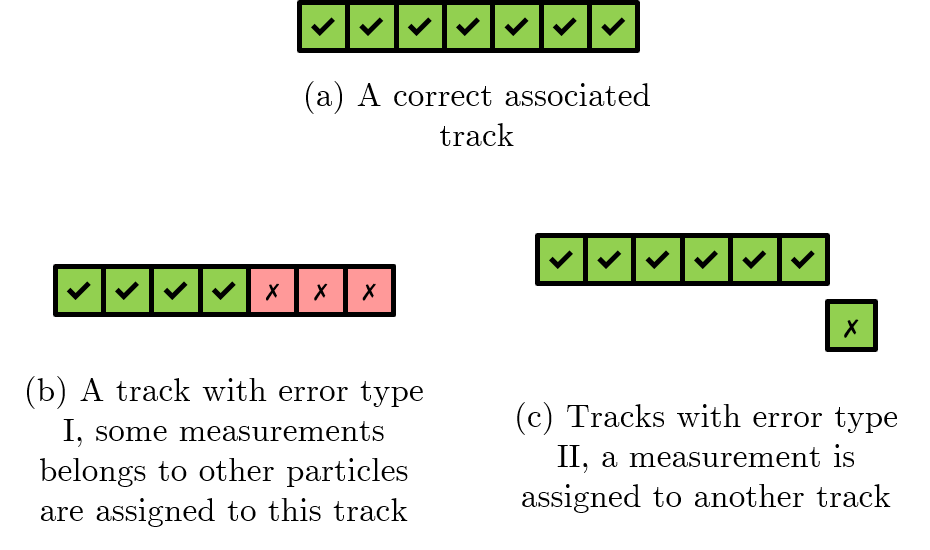 ✓ ✓ ✓ ✓ ✓ ✓ ✓
(a) A correct associated
track
✓ ✓ ✓ ✓ ✗ ✗ ✗
(b) A track with error type
I, some measurements
belongs to other particles
are assigned to this track
✓ ✓ ✓ ✓ ✓ ✓
✗
(c) Tracks with error type
II, a measurement is
assigned to another track